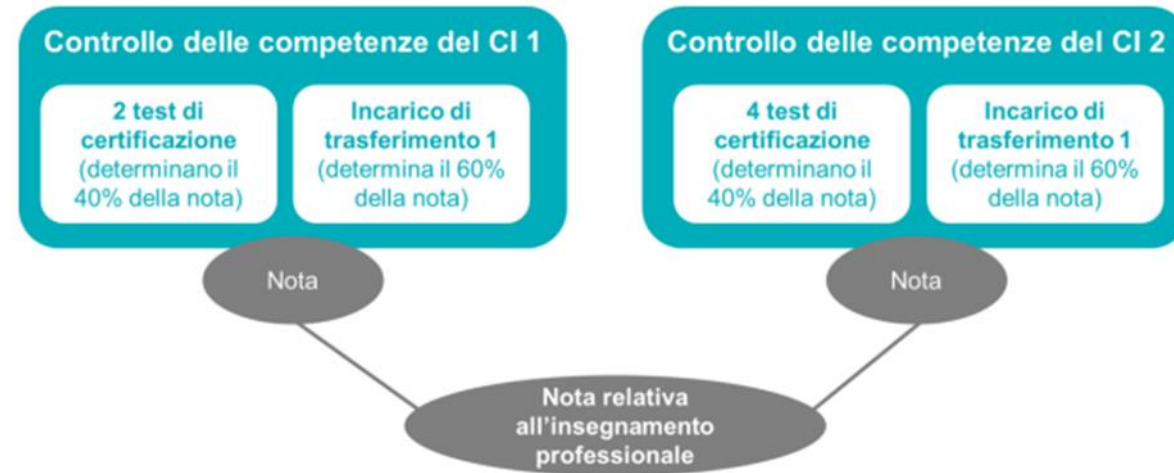 Controllo delle competenze del CI 1
2 test di
certificazione
(determinano il
40% della nota)
Incarico di
trasferimento 1
(determina il 60%
della nota)
Nota
Controllo delle competenze del CI 2
4 test di
certificazione
(determinano il
40% della nota)
Incarico di
trasferimento 1
(determina il 60%
della nota)
Nota
Nota relativa
all'insegnamento
professionale